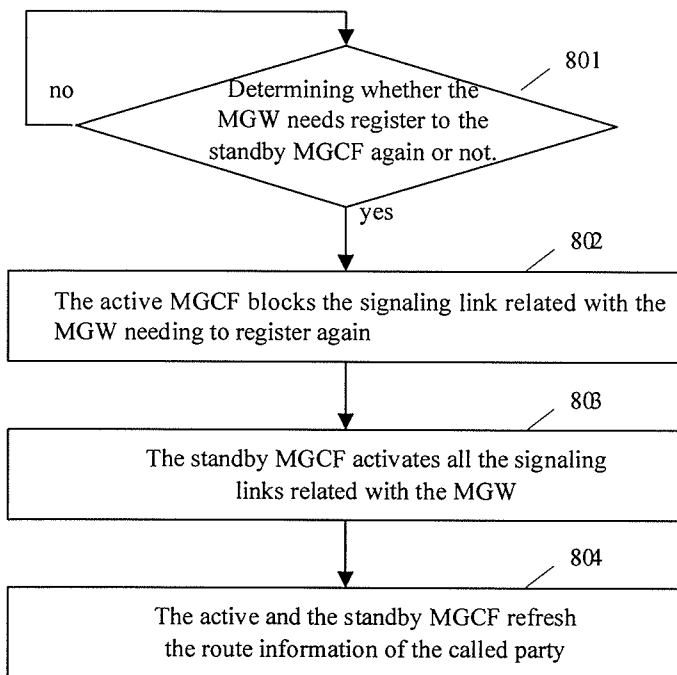 801
no
Determining whether the
MGW needs register to the
standby MGCF again or not.
yes
802
The active MGCF blocks the signaling link related with the
MGW needing to register again
803
The standby MGCF activates all the signaling
links related with the MGW
804
The active and the standby MGCF refresh
the route information of the called party